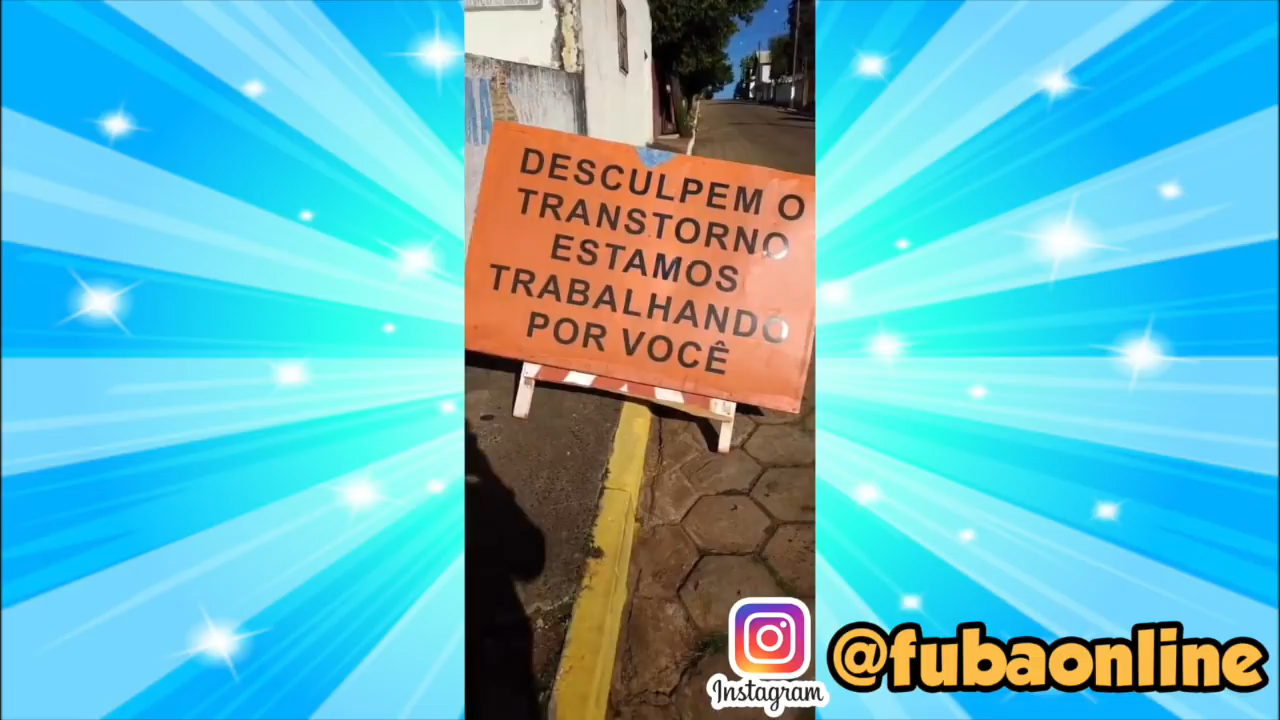 DESCULPEM O
TRANSTORNO
ESTAMOS
TRABALHANDO
POR VOCÊ
Instagram
@fubaonline